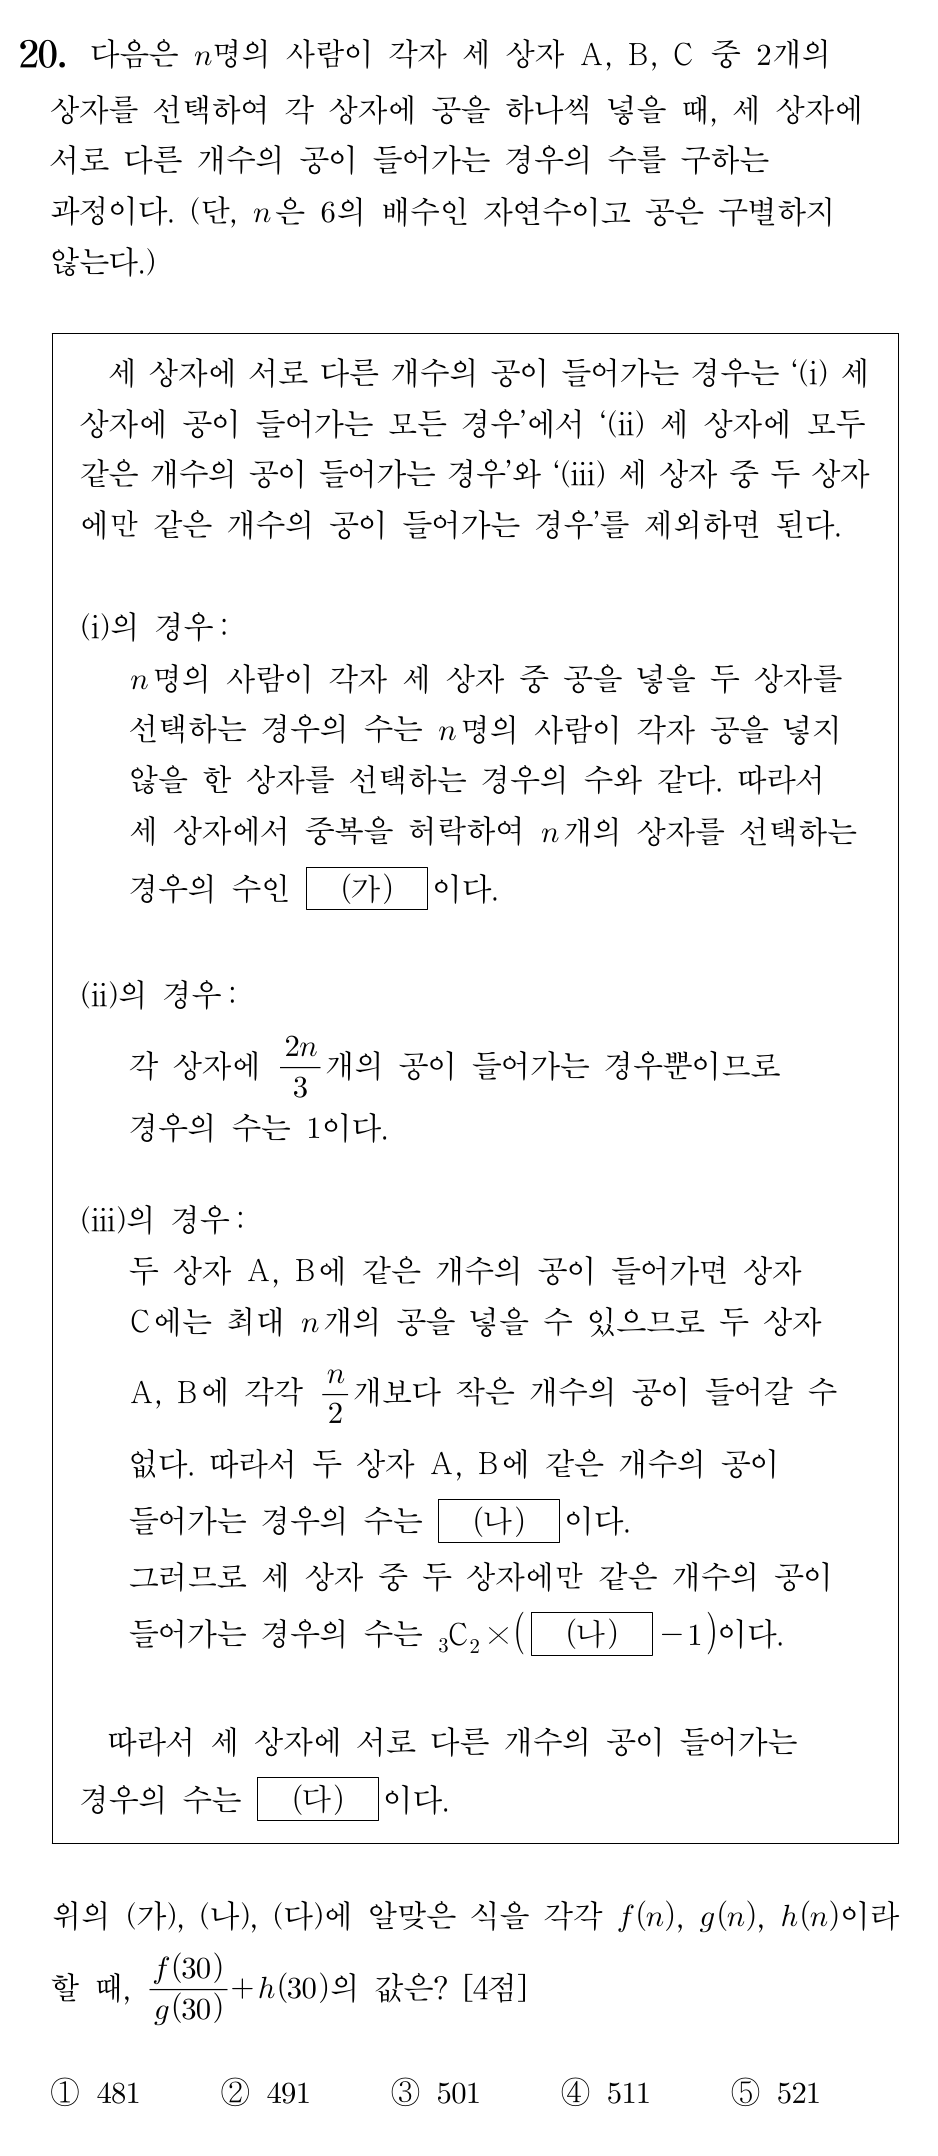 20. 다음은 n명의 사람이 각자 세 상자 A, B, C 중 2개의
상자를 선택하여 각 상자에 공을 하나씩 넣을 때, 세 상자에
서로 다른 개수의 공이 들어가는 경우의 수를 구하는
과정이다. (단, n은 6의 배수인 자연수이고 공은 구별하지
않는다.)
세 상자에 서로 다른 개수의 공이 들어가는 경우는 ‘(i) 세
상자에 공이 들어가는 모든 경우’에서 ‘(ii) 세 상자에 모두
같은 개수의 공이 들어가는 경우’와 ‘(iii) 세 상자 중 두 상자
에만 같은 개수의 공이 들어가는 경우’를 제외하면 된다.
(i)의 경우:
n명의 사람이 각자 세 상자 중 공을 넣을 두 상자를
선택하는 경우의 수는 n명의 사람이 각자 공을 넣지
않을 한 상자를 선택하는 경우의 수와 같다. 따라서
세 상자에서 중복을 허락하여 n개의 상자를 선택하는
경우의 수인 (가) 이다.
(ii)의 경우:
각 상자에 2n/3 개의 공이 들어가는 경우뿐이므로
경우의 수는 1이다.
(iii)의 경우:
두 상자 A, B에 같은 개수의 공이 들어가면 상자
C에는 최대 n개의 공을 넣을 수 있으므로 두 상자
A, B에 각각 n/2 개보다 작은 개수의 공이 들어갈 수
없다. 따라서 두 상자 A, B에 같은 개수의 공이
들어가는 경우의 수는 (나) 이다.
그러므로 세 상자 중 두 상자에만 같은 개수의 공이
들어가는 경우의 수는 ₃C₂×( (나) −1)이다.
따라서 세 상자에 서로 다른 개수의 공이 들어가는
경우의 수는 (다) 이다.
위의 (가), (나), (다)에 알맞은 식을 각각 f(n), g(n), h(n)이라
할 때, f(30)/g(30)+h(30)의 값은? [4점]
① 481 ② 491 ③ 501 ④ 511 ⑤ 521